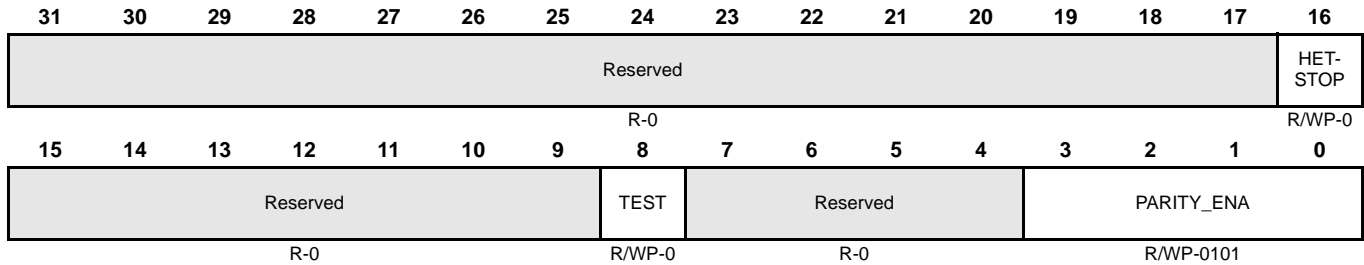 31 30 29 28 27 26 25 24 23 22 21 20 19 18 17 16
Reserved HET-
STOP
R-0 R/WP-0
15 14 13 12 11 10 9 8 7 6 5 4 3 2 1 0
Reserved TEST Reserved PARITY_ENA
R-0 R/WP-0 R-0 R/WP-0101